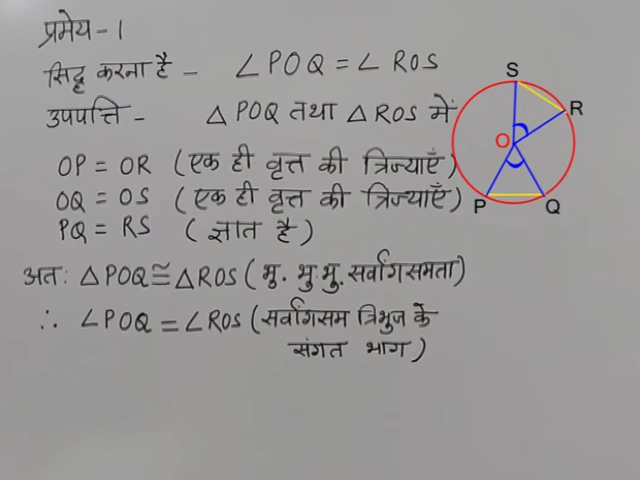 प्रमेय - 1
सिद्ध करना है - ∠POQ = ∠ROS
उपपत्ति - △POQ तथा △ROS में
OP = OR (एक ही वृत्त की त्रिज्याएँ)
OQ = OS (एक ही वृत्त की त्रिज्याएँ)
PQ = RS (ज्ञात है)
अतः △POQ ≅ △ROS (भु. भु. भु. सर्वांगसमता)
∴ ∠POQ = ∠ROS (सर्वांगसम त्रिभुज के
संगत भाग)
S
R
O
P
Q